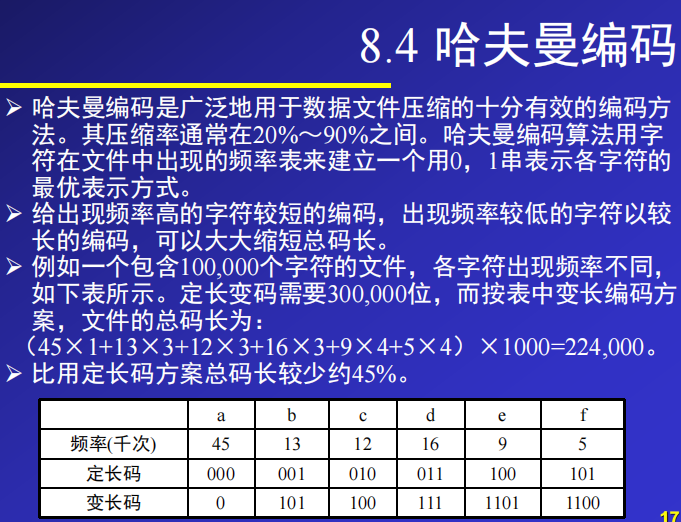 8.4 哈夫曼编码
➢ 哈夫曼编码是广泛地用于数据文件压缩的十分有效的编码方
法。其压缩率通常在20%～90%之间。哈夫曼编码算法用字
符在文件中出现的频率表来建立一个用0，1串表示各字符的
最优表示方式。
➢ 给出现频率高的字符较短的编码，出现频率较低的字符以较
长的编码，可以大大缩短总码长。
➢ 例如一个包含100,000个字符的文件，各字符出现频率不同，
如下表所示。定长变码需要300,000位，而按表中变长编码方
案，文件的总码长为：
（45×1+13×3+12×3+16×3+9×4+5×4）×1000=224,000。
➢ 比用定长码方案总码长较少约45%。
a b c d e f
频率(千次) 45 13 12 16 9 5
定长码 000 001 010 011 100 101
变长码 0 101 100 111 1101 1100
17